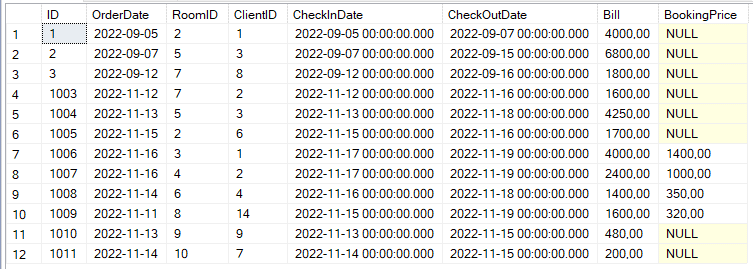 ID OrderDate RoomID ClientID CheckInDate CheckOutDate Bill BookingPrice
1 1 2022-09-05 2 1 2022-09-05 00:00:00.000 2022-09-07 00:00:00.000 4000,00 NULL
2 2 2022-09-07 5 3 2022-09-07 00:00:00.000 2022-09-15 00:00:00.000 6800,00 NULL
3 3 2022-09-12 7 8 2022-09-12 00:00:00.000 2022-09-16 00:00:00.000 1800,00 NULL
4 1003 2022-11-12 7 2 2022-11-12 00:00:00.000 2022-11-16 00:00:00.000 1600,00 NULL
5 1004 2022-11-13 5 3 2022-11-13 00:00:00.000 2022-11-18 00:00:00.000 4250,00 NULL
6 1005 2022-11-15 2 6 2022-11-15 00:00:00.000 2022-11-16 00:00:00.000 1700,00 NULL
7 1006 2022-11-16 3 1 2022-11-17 00:00:00.000 2022-11-19 00:00:00.000 4000,00 1400,00
8 1007 2022-11-16 4 2 2022-11-17 00:00:00.000 2022-11-19 00:00:00.000 2400,00 1000,00
9 1008 2022-11-14 6 4 2022-11-16 00:00:00.000 2022-11-18 00:00:00.000 1400,00 350,00
10 1009 2022-11-11 8 14 2022-11-15 00:00:00.000 2022-11-19 00:00:00.000 1600,00 320,00
11 1010 2022-11-13 9 9 2022-11-13 00:00:00.000 2022-11-15 00:00:00.000 480,00 NULL
12 1011 2022-11-14 10 7 2022-11-14 00:00:00.000 2022-11-15 00:00:00.000 200,00 NULL